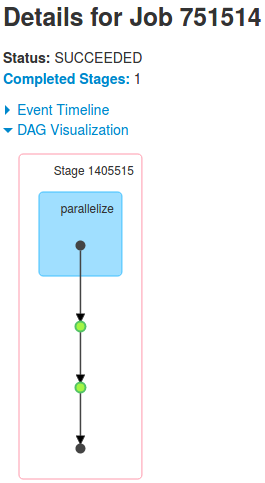 Details for Job 751514
Status: SUCCEEDED
Completed Stages: 1
Event Timeline
DAG Visualization
Stage 1405515
parallelize